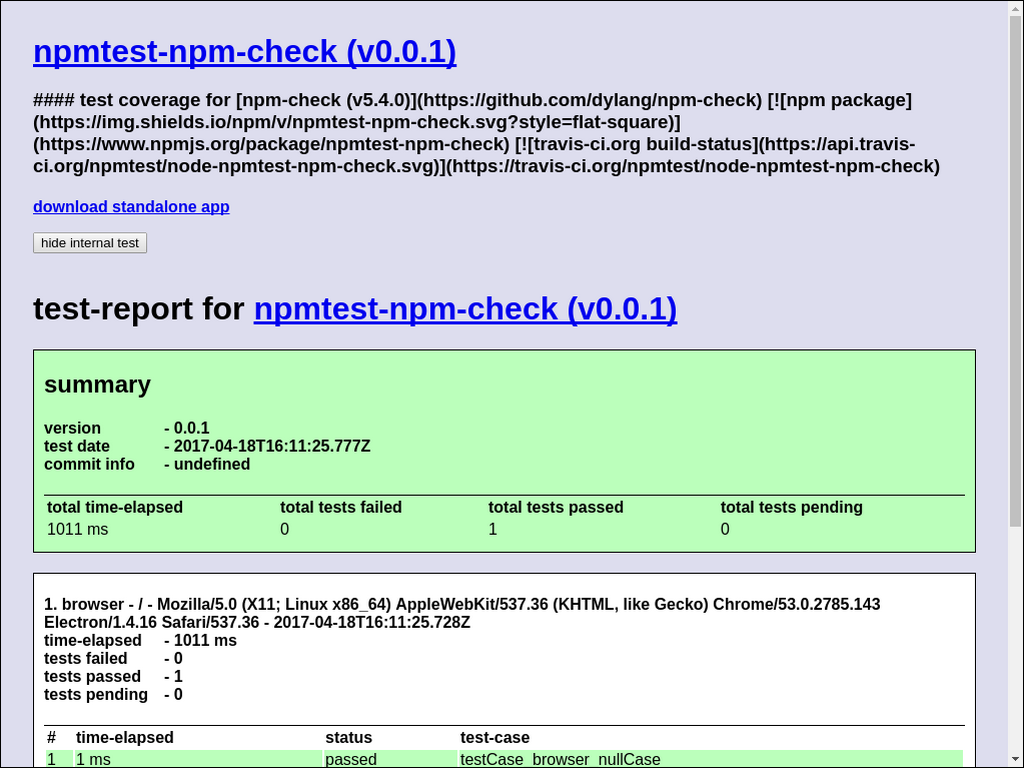 npmtest-npm-check (v0.0.1)
#### test coverage for [npm-check (v5.4.0)](https://github.com/dylang/npm-check) [![npm package]
(https://img.shields.io/npm/v/npmtest-npm-check.svg?style=flat-square)]
(https://www.npmjs.org/package/npmtest-npm-check) [![travis-ci.org build-status](https://api.travis-
ci.org/npmtest/node-npmtest-npm-check.svg)](https://travis-ci.org/npmtest/node-npmtest-npm-check)
download standalone app
hide internal test
test-report for npmtest-npm-check (v0.0.1)
summary
version - 0.0.1
test date - 2017-04-18T16:11:25.777Z
commit info - undefined
total time-elapsed total tests failed total tests passed total tests pending
1011 ms 0 1 0
1. browser - / - Mozilla/5.0 (X11; Linux x86_64) AppleWebKit/537.36 (KHTML, like Gecko) Chrome/53.0.2785.143
Electron/1.4.16 Safari/537.36 - 2017-04-18T16:11:25.728Z
time-elapsed - 1011 ms
tests failed - 0
tests passed - 1
tests pending - 0
# time-elapsed status test-case
1 1 ms passed testCase_browser_nullCase